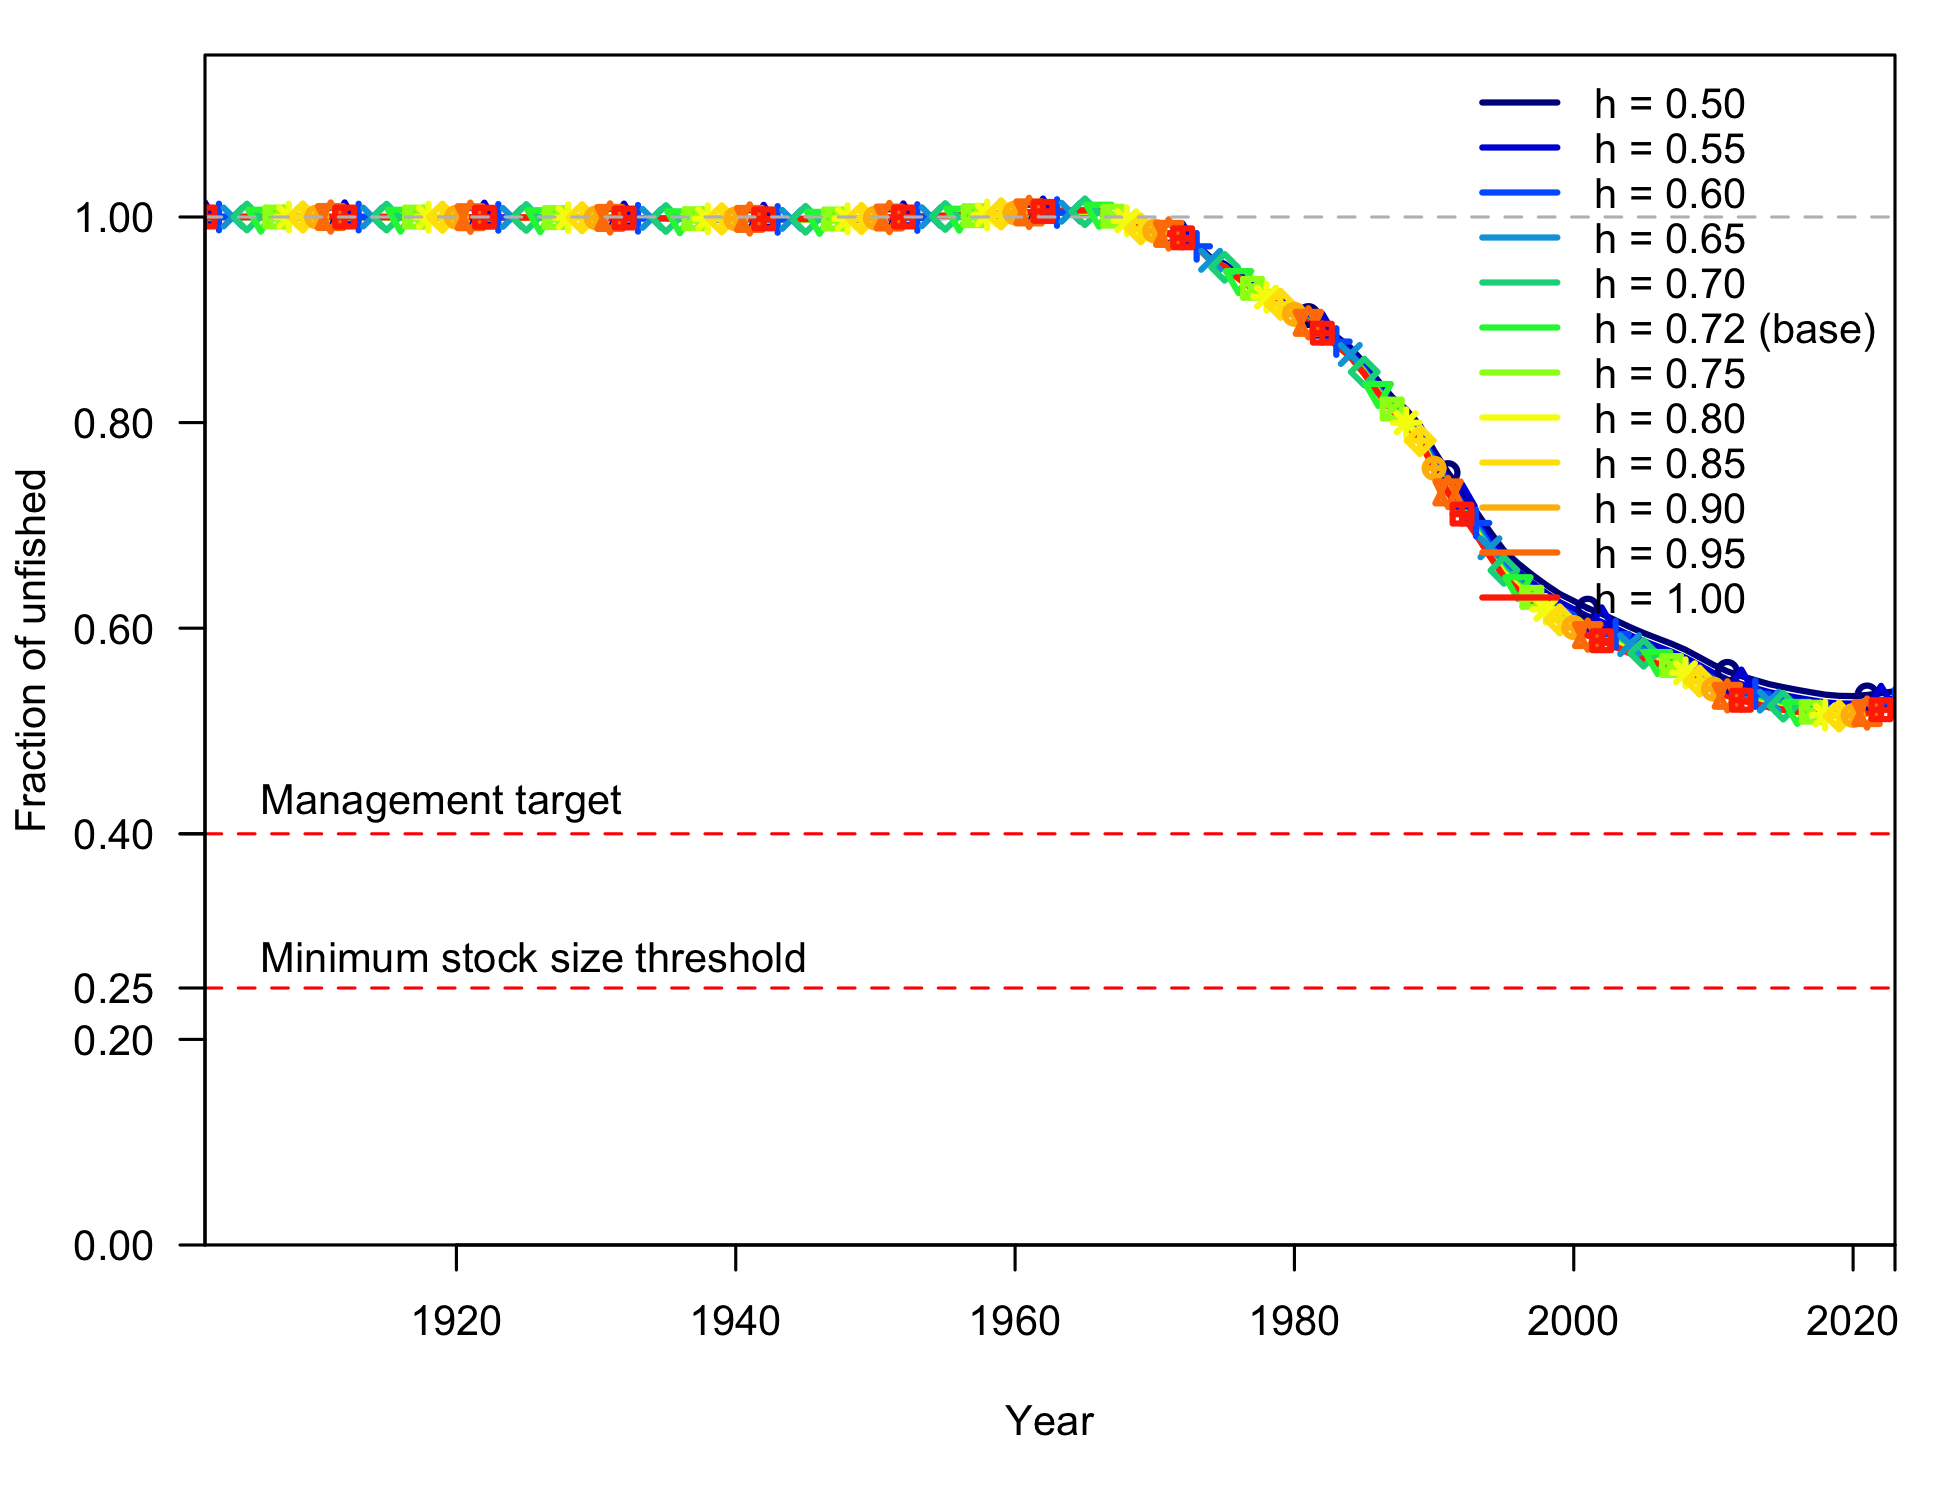 h = 0.50
h = 0.55
h = 0.60
h = 0.65
h = 0.70
h = 0.72 (base)
h = 0.75
h = 0.80
h = 0.85
h = 0.90
h = 0.95
h = 1.00
1.00
0.80
0.60
0.40
0.25
0.20
0.00
Fraction of unfished
Management target
Minimum stock size threshold
1920 1940 1960 1980 2000 2020
Year